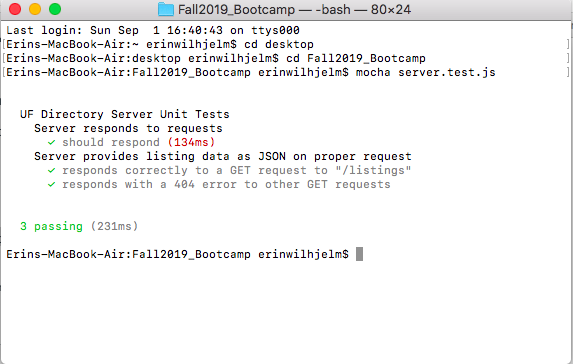 Fall2019_Bootcamp — -bash — 80×24
Last login: Sun Sep  1 16:40:43 on ttys000
[Erins-MacBook-Air:~ erinwilhjelm$ cd desktop ]
[Erins-MacBook-Air:desktop erinwilhjelm$ cd Fall2019_Bootcamp ]
[Erins-MacBook-Air:Fall2019_Bootcamp erinwilhjelm$ mocha server.test.js ]
UF Directory Server Unit Tests
Server responds to requests
✓ should respond (134ms)
Server provides listing data as JSON on proper request
✓ responds correctly to a GET request to "/listings"
✓ responds with a 404 error to other GET requests
3 passing (231ms)
Erins-MacBook-Air:Fall2019_Bootcamp erinwilhjelm$